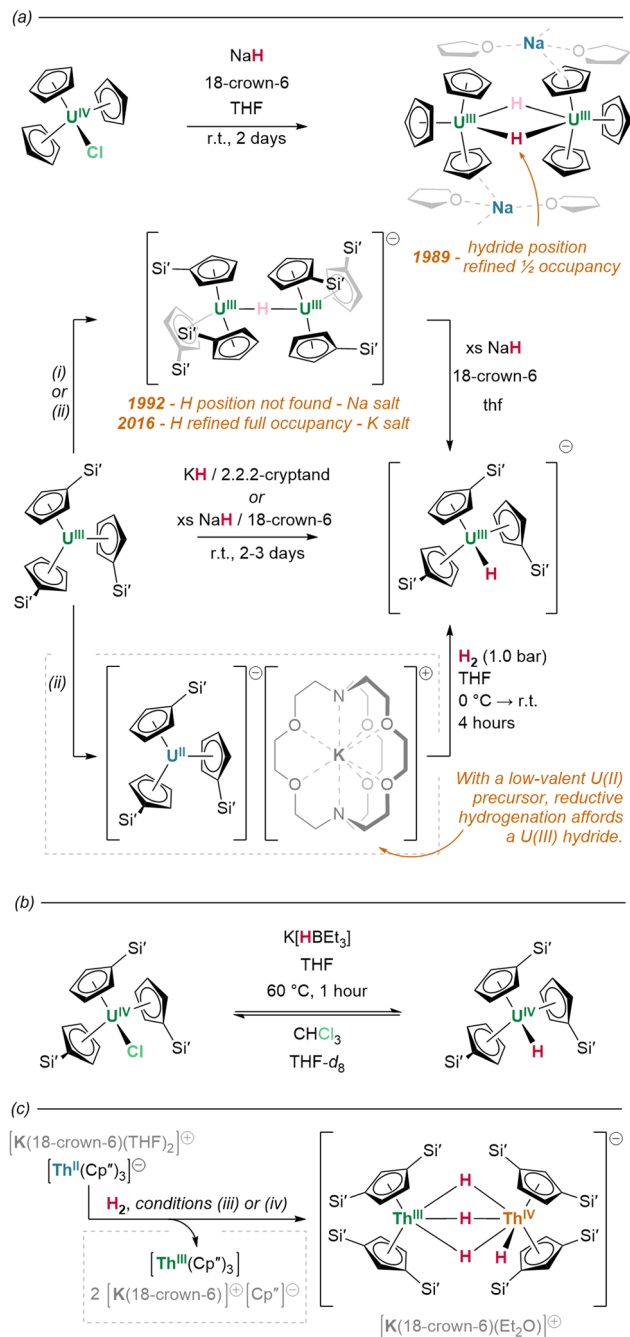 (a)
NaH
18-crown-6
THF
r.t., 2 days
U^IV
Cl
O
Na
O
U^III
H
H
U^III
O
Na
O
1989 - hydride position
refined ½ occupancy
Si′
Si′
Si′
U^III
H
U^III
Si′
Si′
Si′
⊖
1992 - H position not found - Na salt
2016 - H refined full occupancy - K salt
(i)
or
(ii)
xs NaH
18-crown-6
thf
Si′
U^III
Si′
Si′
KH / 2.2.2-cryptand
or
xs NaH / 18-crown-6
r.t., 2-3 days
⊖
Si′
U^III
H
Si′
Si′
(ii)
⊖
Si′
U^II
Si′
Si′
⊕
N
O
O
O
K
O
O
O
N
H2 (1.0 bar)
THF
0 °C → r.t.
4 hours
With a low-valent U(II)
precursor, reductive
hydrogenation affords
a U(III) hydride.
(b)
Si′
U^IV
Cl
Si′
Si′
K[HBEt3]
THF
60 °C, 1 hour
CHCl3
THF-d8
Si′
U^IV
H
Si′
Si′
(c)
[K(18-crown-6)(THF)2]⊕
[Th^II(Cp″)3]⊖
H2, conditions (iii) or (iv)
[Th^III(Cp″)3]
2 [K(18-crown-6)]⊕[Cp″]⊖
⊖
Si′
Si′
Si′
Si′
H
Th^III
H
Th^IV
H
H
Si′
Si′
Si′
Si′
[K(18-crown-6)(Et2O)]⊕